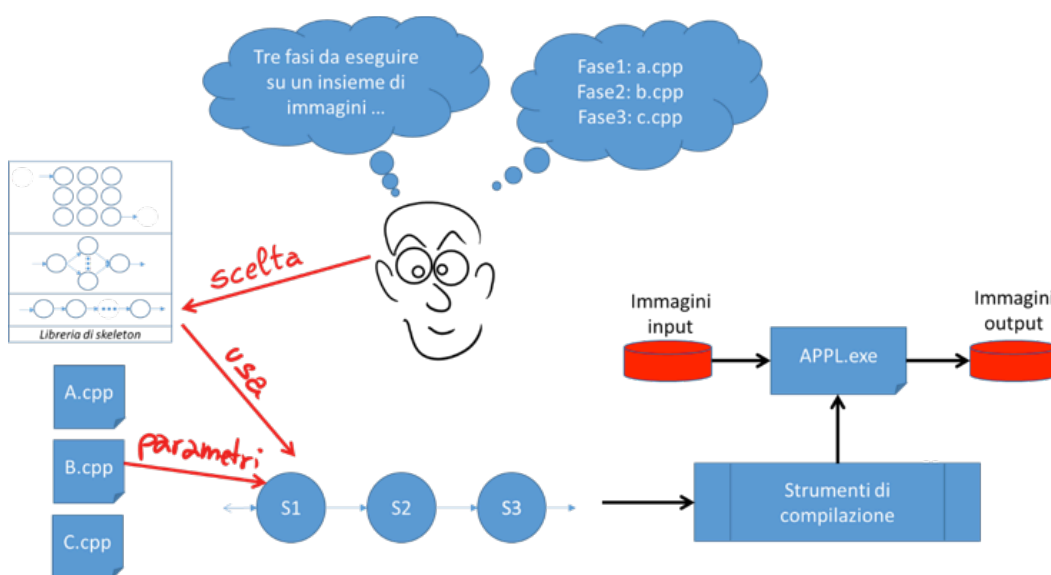 Tre fasi da eseguire
su un insieme di
immagini ...
Fase1: a.cpp
Fase2: b.cpp
Fase3: c.cpp
scelta
Libreria di skeleton
usa
A.cpp
B.cpp
C.cpp
parametri
S1
S2
S3
Immagini
input
APPL.exe
Immagini
output
Strumenti di
compilazione